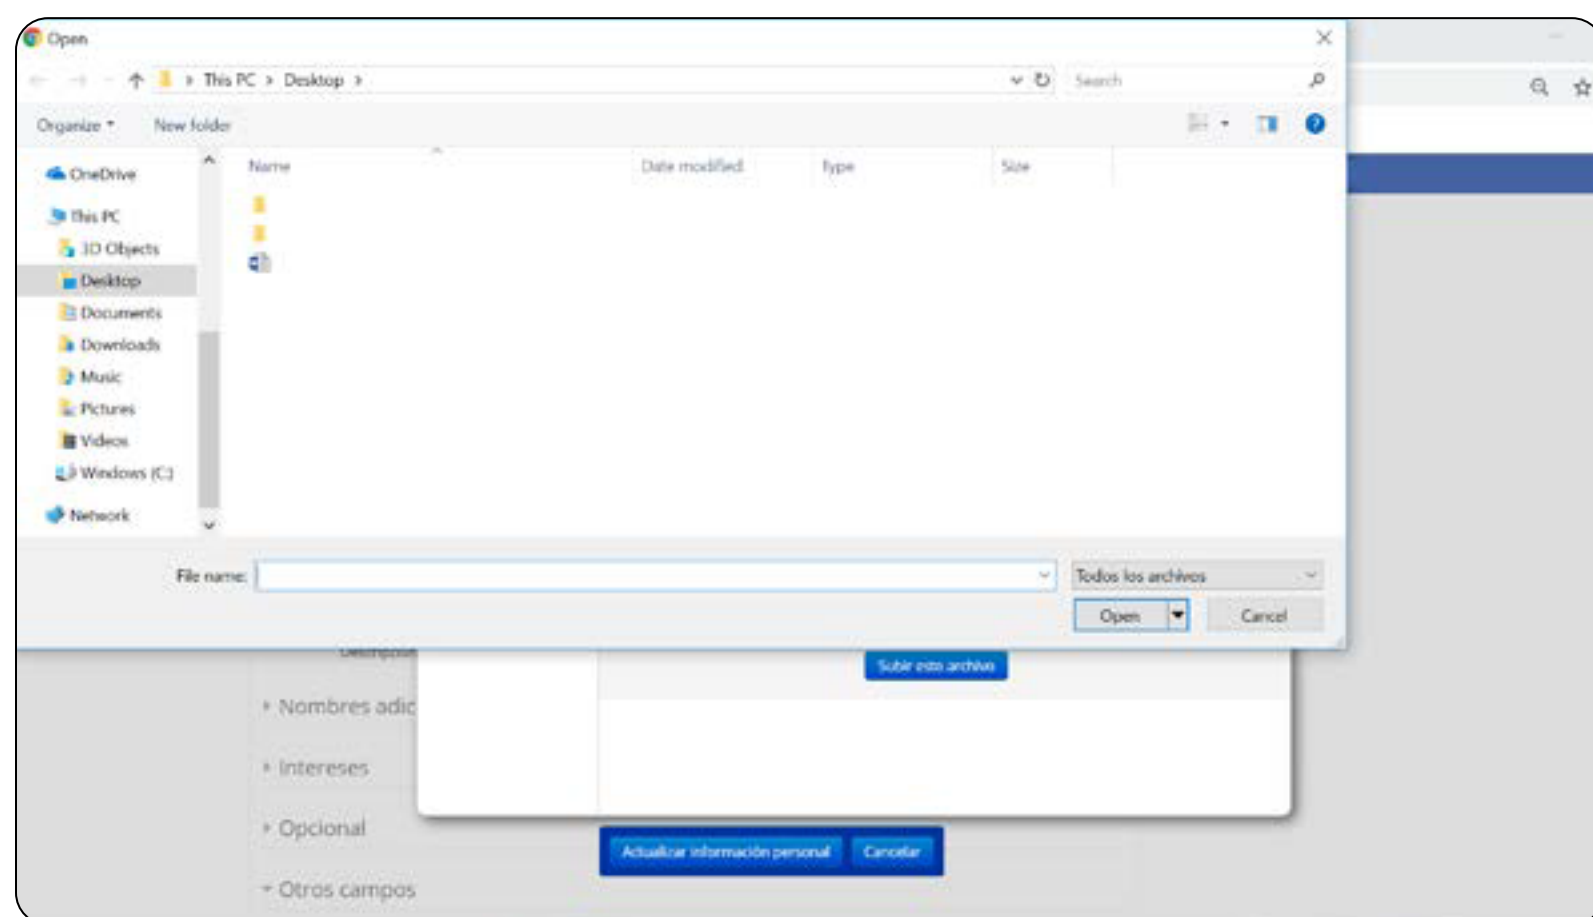 Open
This PC > Desktop >
Search
Organize
New folder
Name
Date modified
Type
Size
OneDrive
This PC
3D Objects
Desktop
Documents
Downloads
Music
Pictures
Videos
Windows (C:)
Network
File name:
Todos los archivos
Open
Cancel
Subir este archivo
Nombres adic
Intereses
Opcional
Actualizar información personal
Cancelar
Otros campos